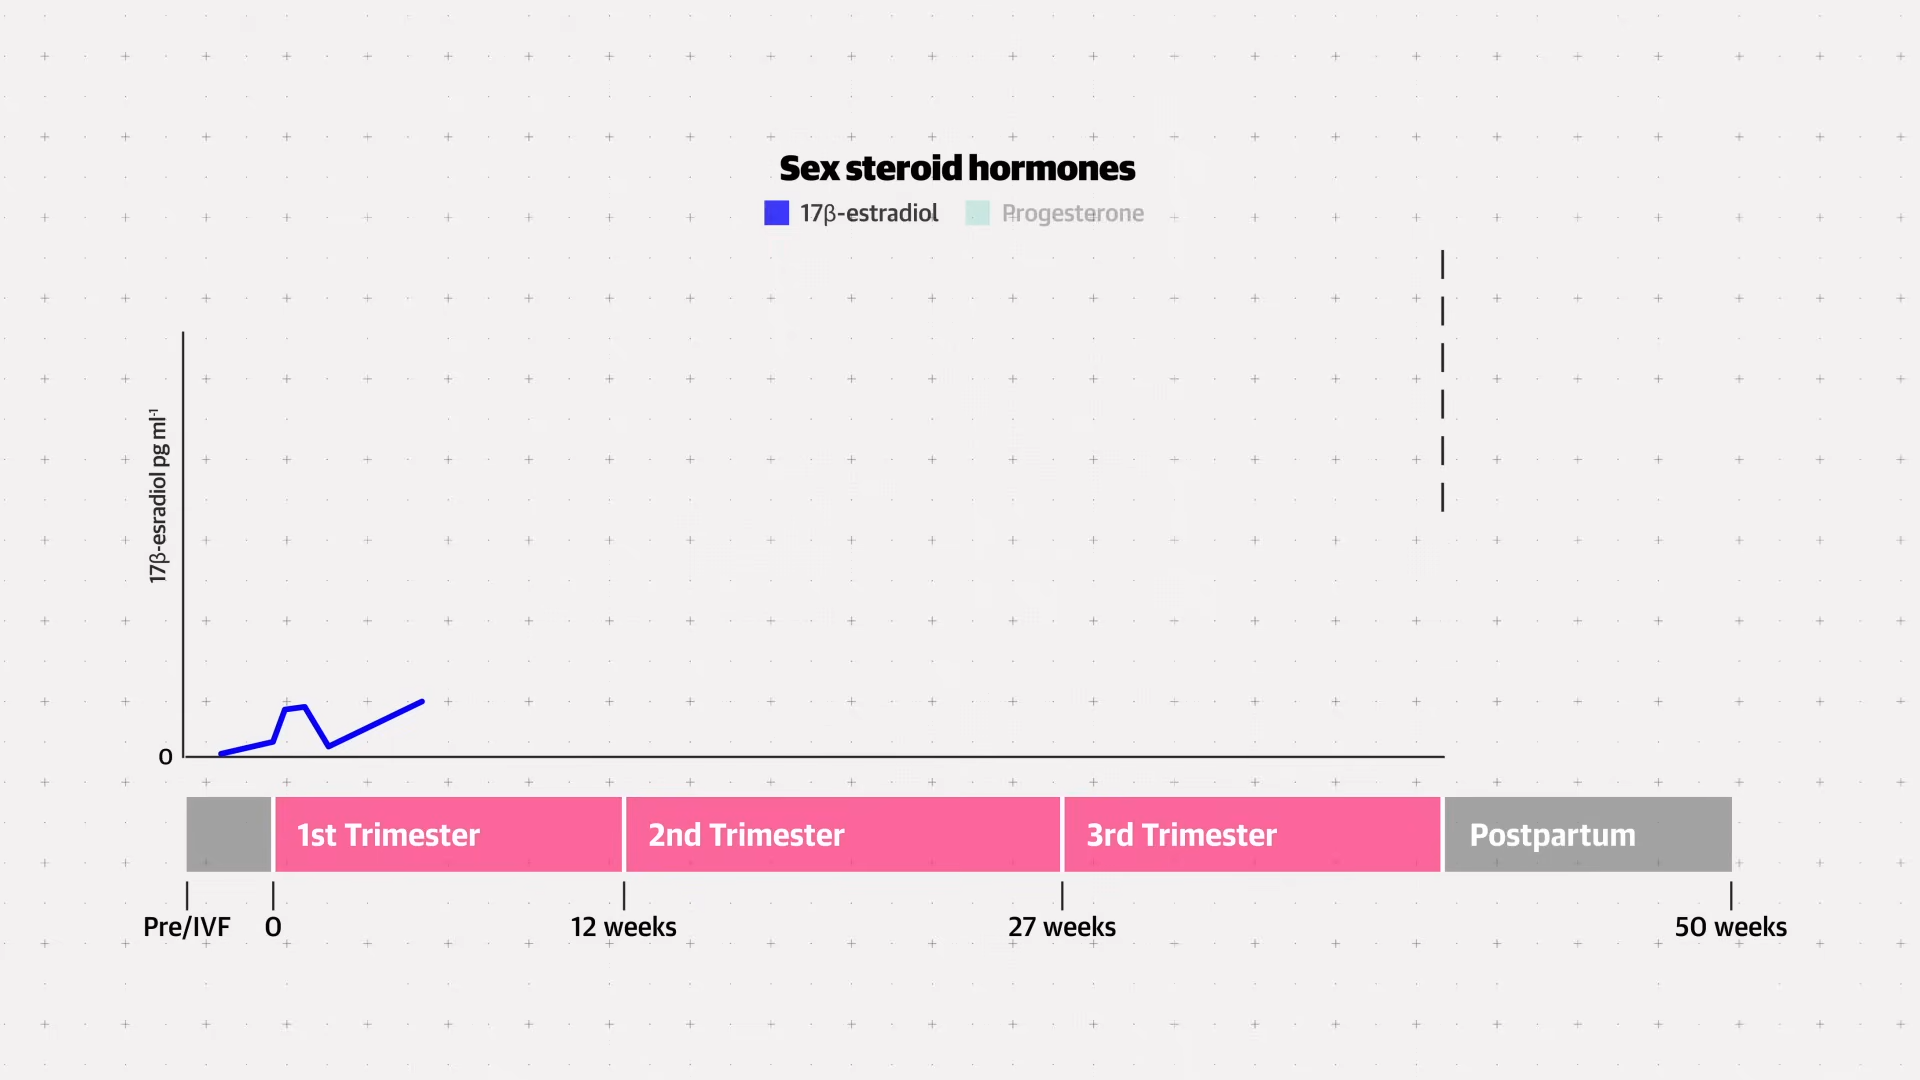 Sex steroid hormones
17β-estradiol Progesterone
17β-esradiol pg ml⁻¹
0
1st Trimester 2nd Trimester 3rd Trimester Postpartum
Pre/IVF 0 12 weeks 27 weeks 50 weeks